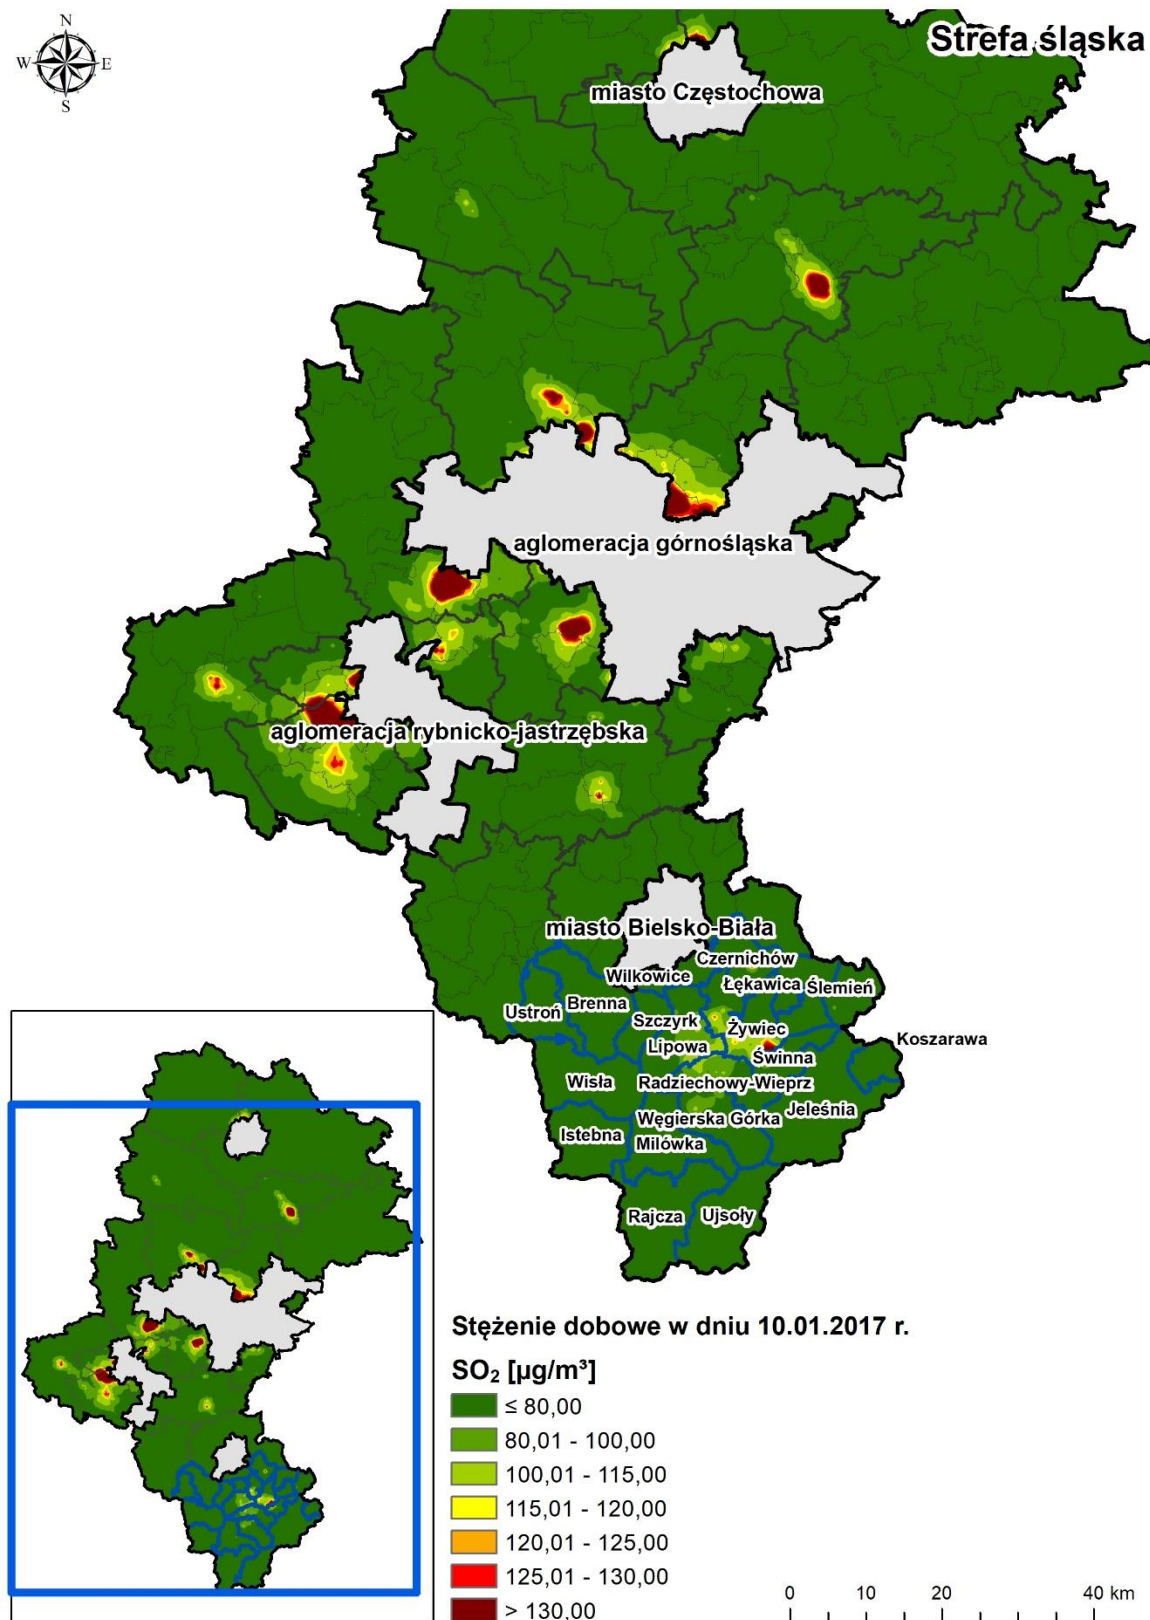 N
W E
S
Strefa śląska
miasto Częstochowa
aglomeracja górnośląska
aglomeracja rybnicko-jastrzębska
miasto Bielsko-Biała
Czernichów
Wilkowice
Łękawica
Ślemień
Ustroń
Brenna
Szczyrk
Żywiec
Koszarawa
Lipowa
Świnna
Wisła
Radziechowy-Wieprz
Jeleśnia
Węgierska Górka
Istebna
Milówka
Rajcza
Ujsoły
Stężenie dobowe w dniu 10.01.2017 r.
SO₂ [µg/m³]
≤ 80,00
80,01 - 100,00
100,01 - 115,00
115,01 - 120,00
120,01 - 125,00
125,01 - 130,00
> 130,00
0 10 20 40 km